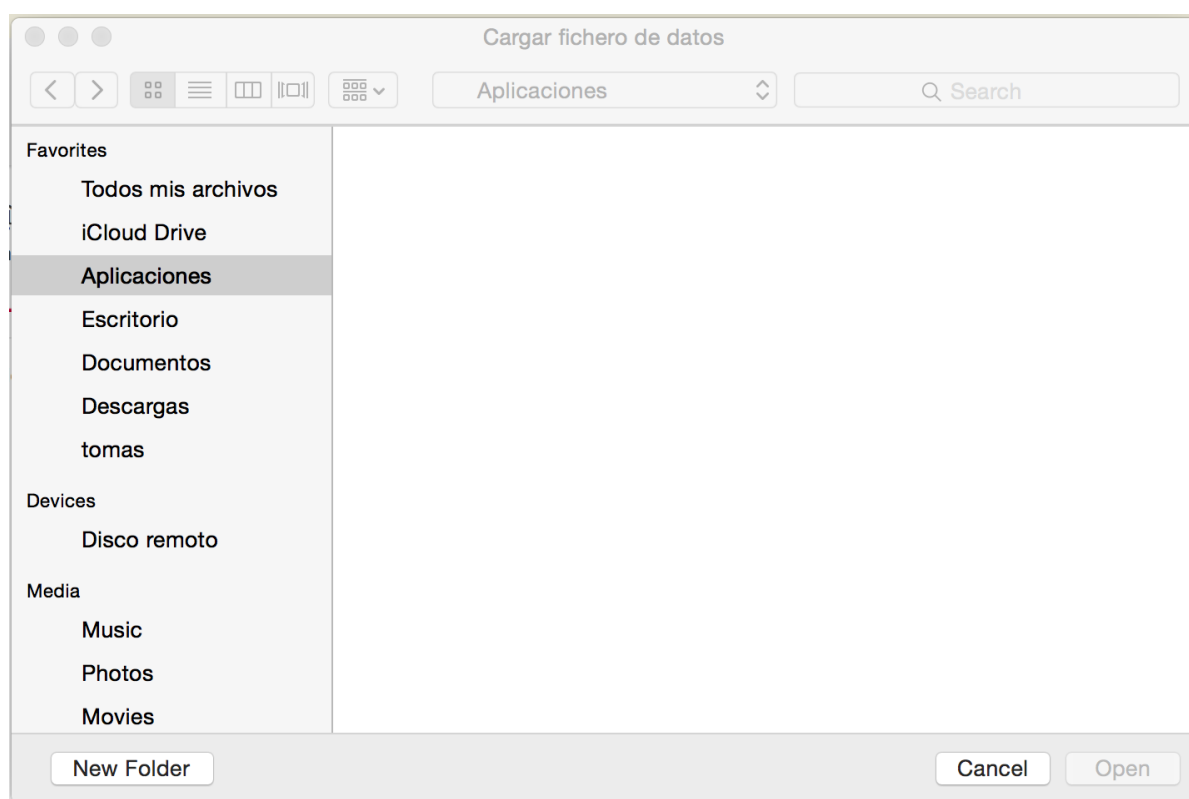 Cargar fichero de datos
Aplicaciones
Search
Favorites
Todos mis archivos
iCloud Drive
Aplicaciones
Escritorio
Documentos
Descargas
tomas
Devices
Disco remoto
Media
Music
Photos
Movies
New Folder
Cancel
Open